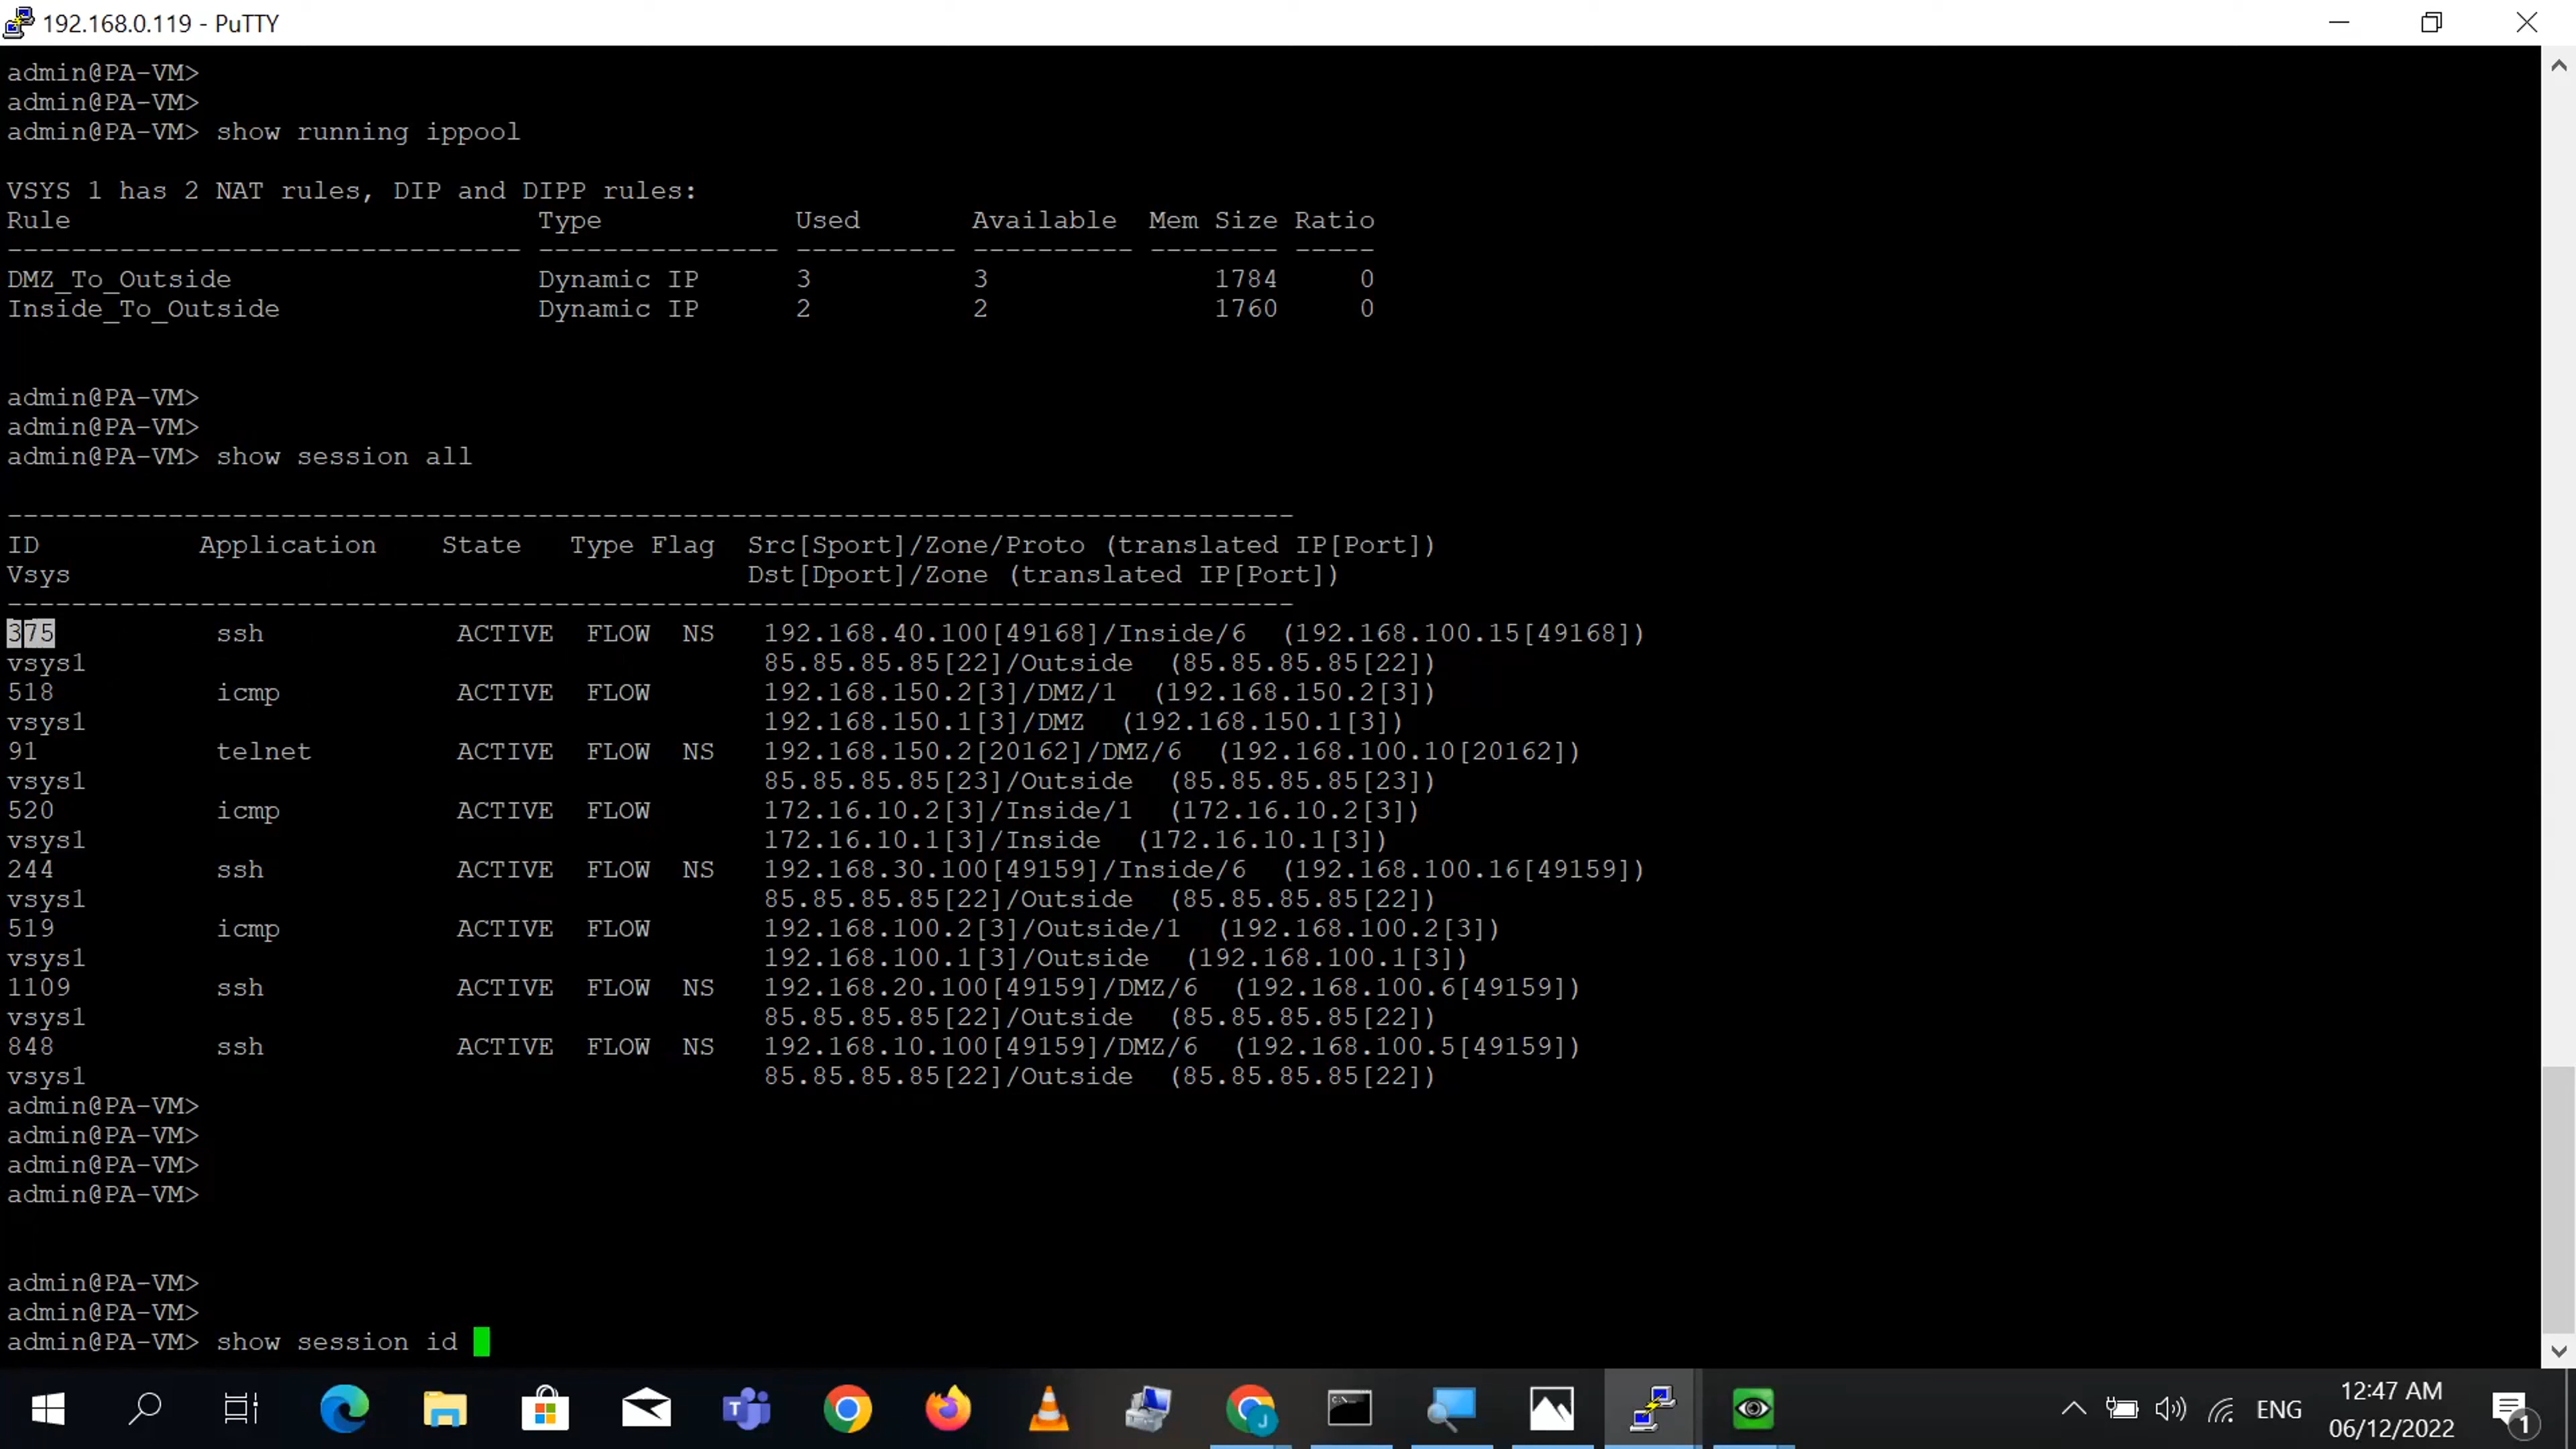 192.168.0.119 - PuTTY
admin@PA-VM>
admin@PA-VM>
admin@PA-VM> show running ippool
VSYS 1 has 2 NAT rules, DIP and DIPP rules:
Rule Type Used Available Mem Size Ratio
-------------------------------- --------------- ---------- ---------- -------- -----
DMZ_To_Outside Dynamic IP 3 3 1784 0
Inside_To_Outside Dynamic IP 2 2 1760 0
admin@PA-VM>
admin@PA-VM>
admin@PA-VM> show session all
--------------------------------------------------------------------------------
ID Application State Type Flag Src[Sport]/Zone/Proto (translated IP[Port])
Vsys Dst[Dport]/Zone (translated IP[Port])
--------------------------------------------------------------------------------
375 ssh ACTIVE FLOW NS 192.168.40.100[49168]/Inside/6 (192.168.100.15[49168])
vsys1 85.85.85.85[22]/Outside (85.85.85.85[22])
518 icmp ACTIVE FLOW 192.168.150.2[3]/DMZ/1 (192.168.150.2[3])
vsys1 192.168.150.1[3]/DMZ (192.168.150.1[3])
91 telnet ACTIVE FLOW NS 192.168.150.2[20162]/DMZ/6 (192.168.100.10[20162])
vsys1 85.85.85.85[23]/Outside (85.85.85.85[23])
520 icmp ACTIVE FLOW 172.16.10.2[3]/Inside/1 (172.16.10.2[3])
vsys1 172.16.10.1[3]/Inside (172.16.10.1[3])
244 ssh ACTIVE FLOW NS 192.168.30.100[49159]/Inside/6 (192.168.100.16[49159])
vsys1 85.85.85.85[22]/Outside (85.85.85.85[22])
519 icmp ACTIVE FLOW 192.168.100.2[3]/Outside/1 (192.168.100.2[3])
vsys1 192.168.100.1[3]/Outside (192.168.100.1[3])
1109 ssh ACTIVE FLOW NS 192.168.20.100[49159]/DMZ/6 (192.168.100.6[49159])
vsys1 85.85.85.85[22]/Outside (85.85.85.85[22])
848 ssh ACTIVE FLOW NS 192.168.10.100[49159]/DMZ/6 (192.168.100.5[49159])
vsys1 85.85.85.85[22]/Outside (85.85.85.85[22])
admin@PA-VM>
admin@PA-VM>
admin@PA-VM>
admin@PA-VM>
admin@PA-VM>
admin@PA-VM>
admin@PA-VM> show session id
ENG
12:47 AM
06/12/2022
1